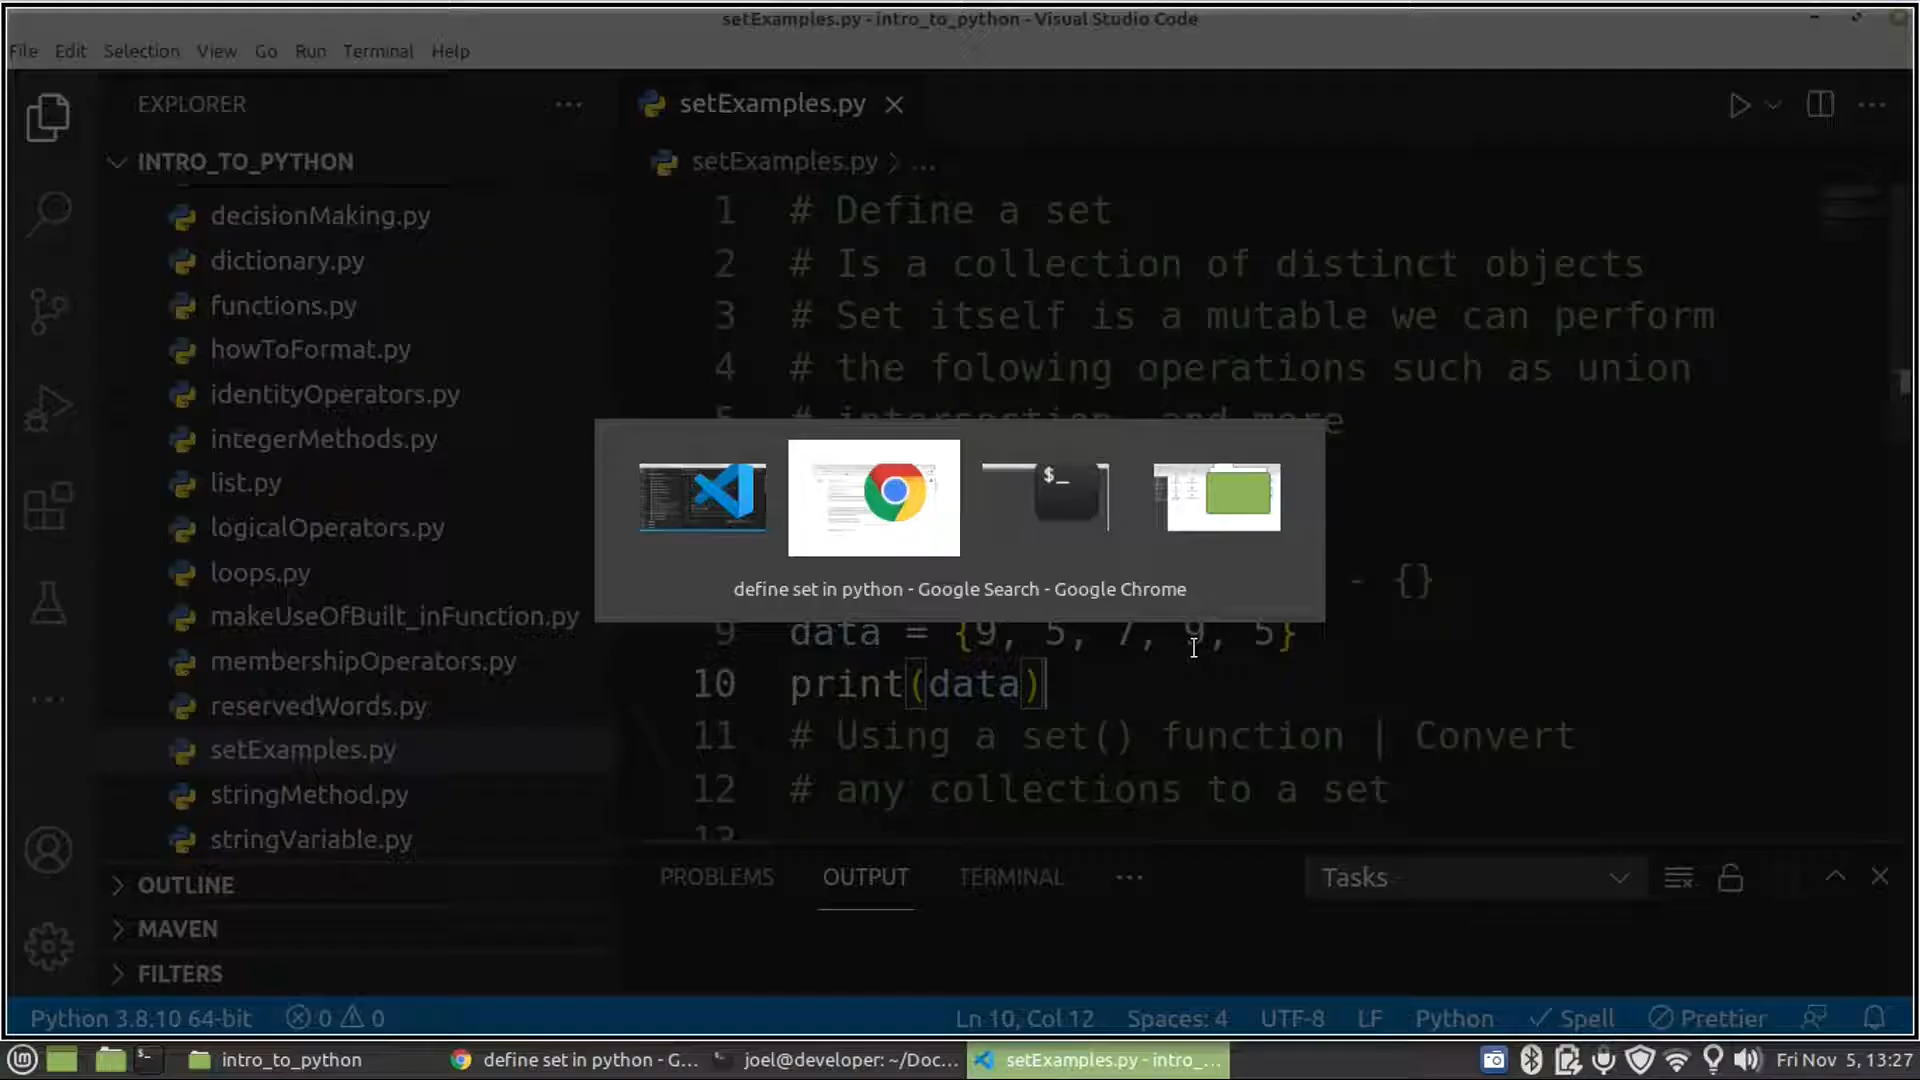 setExamples.py - intro_to_python - Visual Studio Code
File Edit Selection View Go Run Terminal Help
EXPLORER
setExamples.py
INTRO_TO_PYTHON
setExamples.py > ...
decisionMaking.py
dictionary.py
functions.py
howToFormat.py
identityOperators.py
integerMethods.py
list.py
logicalOperators.py
loops.py
makeUseOfBuilt_inFunction.py
membershipOperators.py
reservedWords.py
setExamples.py
stringMethod.py
stringVariable.py
OUTLINE
MAVEN
FILTERS
1 # Define a set
2 # Is a collection of distinct objects
3 # Set itself is a mutable we can perform
4 # the folowing operations such as union
5 # intersection, and more
$_
define set in python - Google Search - Google Chrome
- {}
9 data = {9, 5, 7, 9, 5}
10 print(data)
11 # Using a set() function | Convert
12 # any collections to a set
13
PROBLEMS OUTPUT TERMINAL
Tasks
Python 3.8.10 64-bit 0 0
Ln 10, Col 12 Spaces: 4 UTF-8 LF Python Spell Prettier
intro_to_python
define set in python - G...
joel@developer: ~/Doc...
setExamples.py - intro_...
Fri Nov 5, 13:27